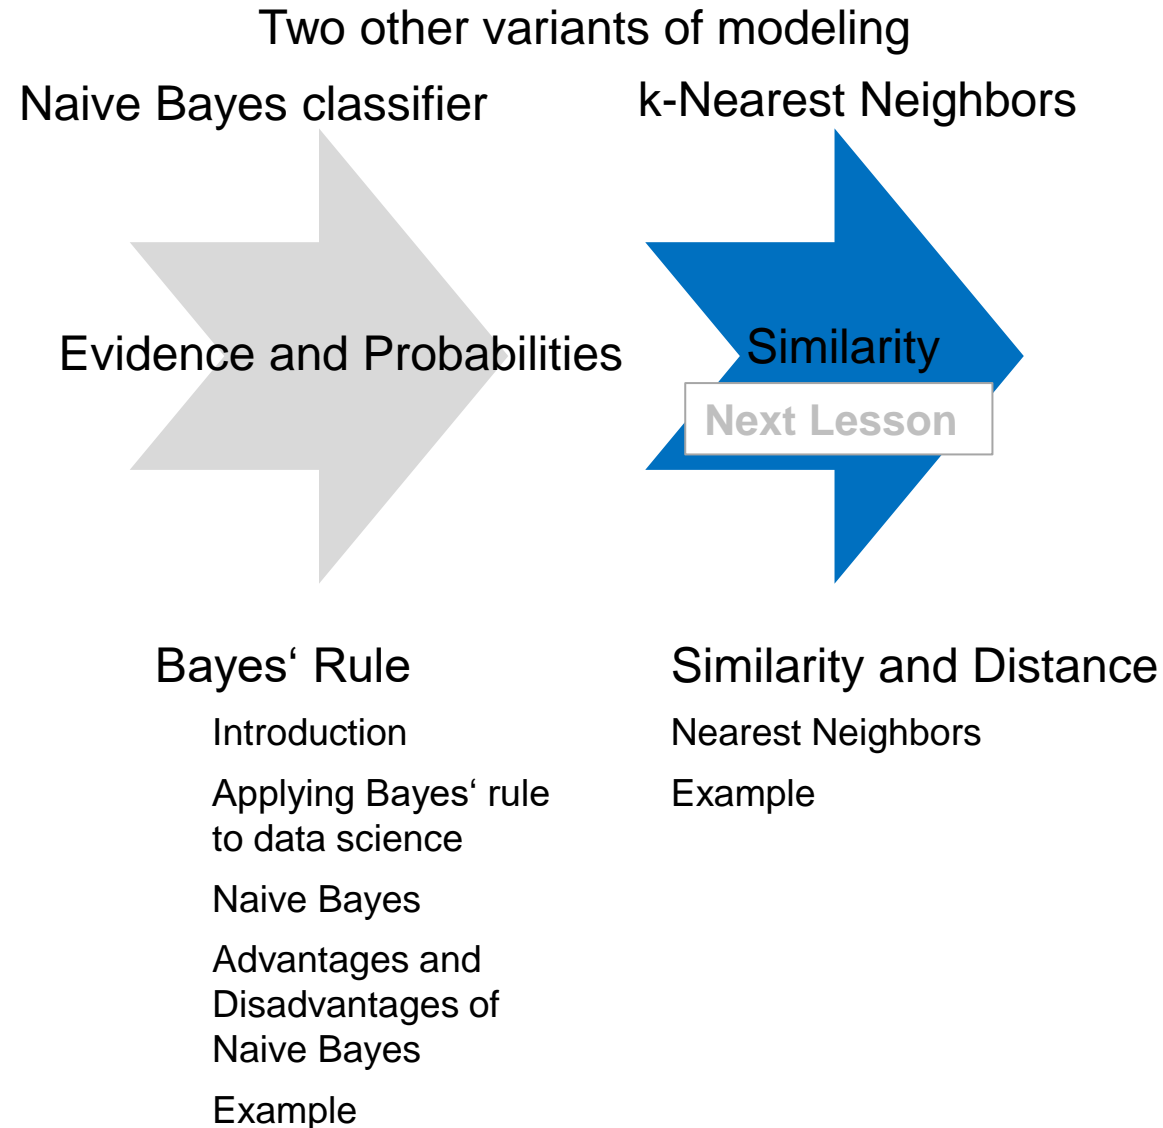 Two other variants of modeling
Naive Bayes classifier
k-Nearest Neighbors
Evidence and Probabilities
Similarity
Next Lesson
Bayes‘ Rule
Introduction
Applying Bayes‘ rule
to data science
Naive Bayes
Advantages and
Disadvantages of
Naive Bayes
Example
Similarity and Distance
Nearest Neighbors
Example